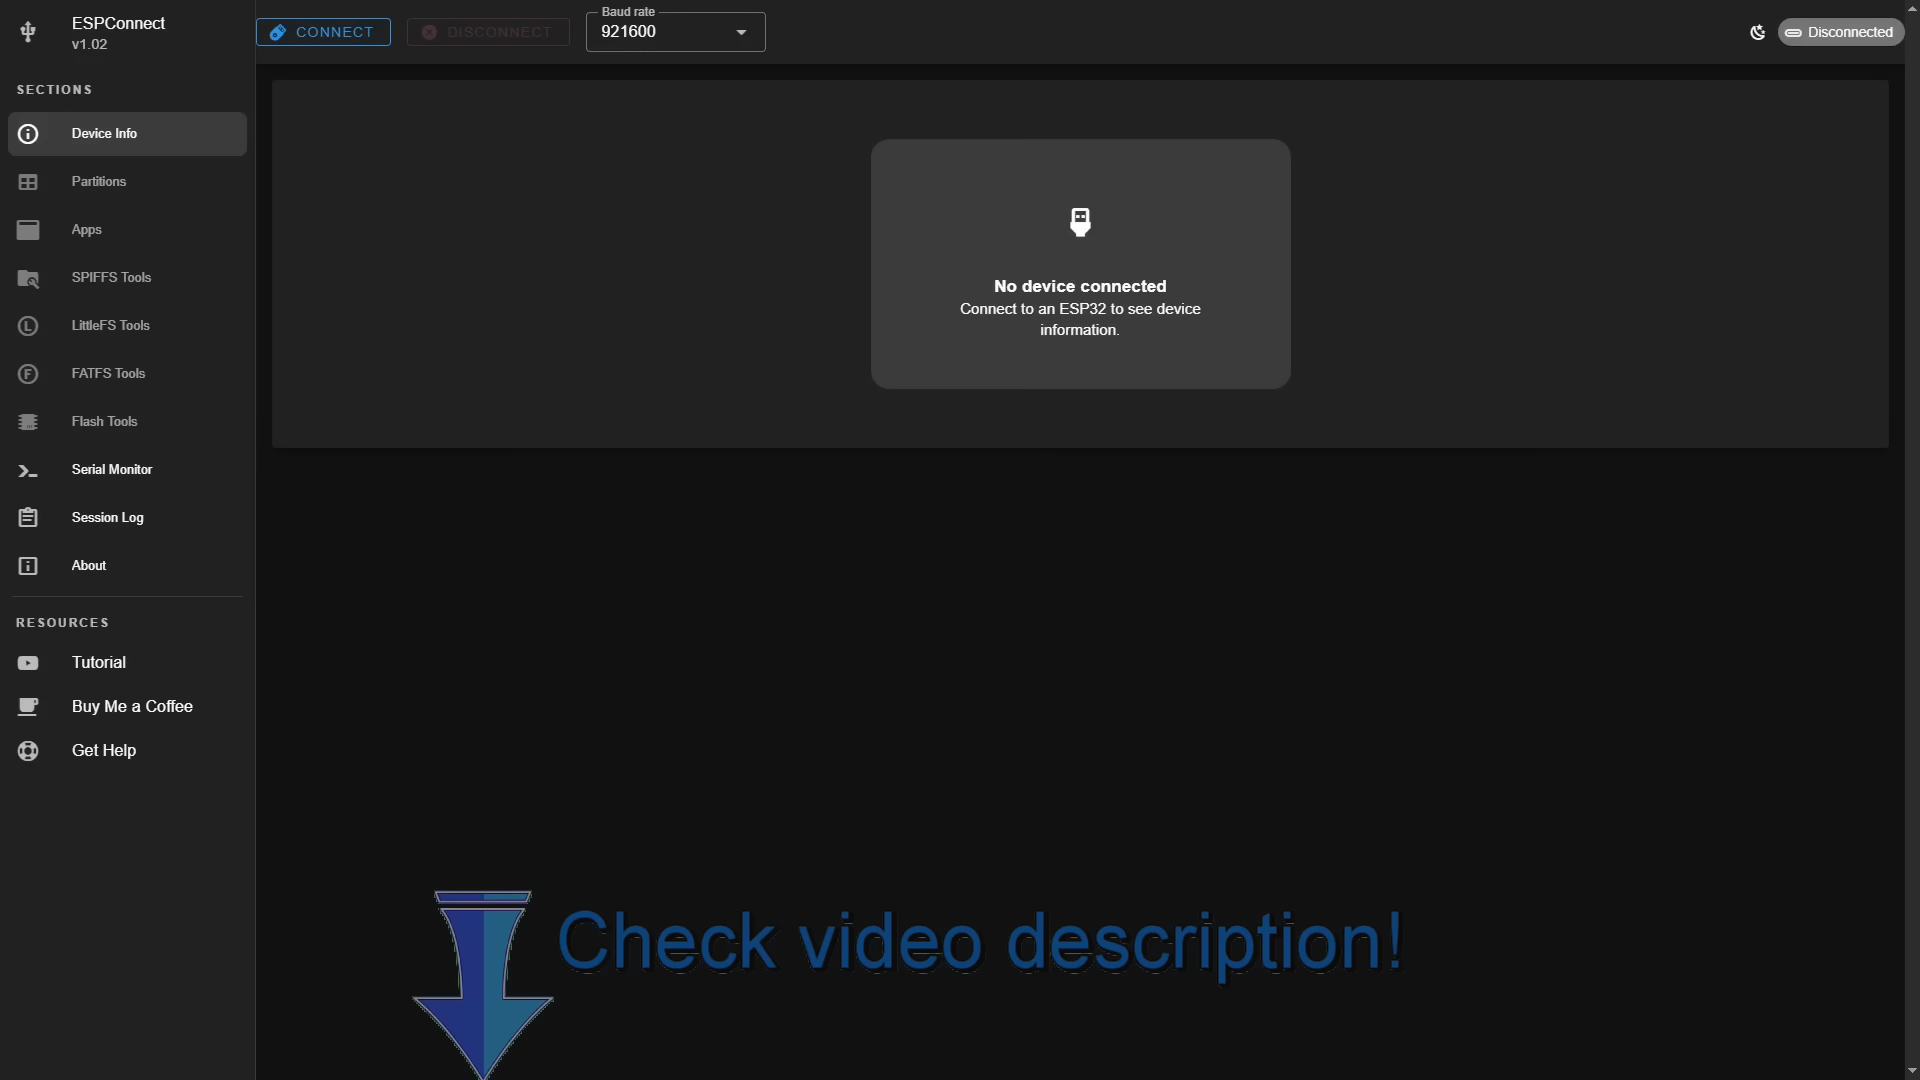 ESPConnect
v1.02
CONNECT
DISCONNECT
Baud rate
921600
Disconnected
SECTIONS
Device Info
Partitions
Apps
SPIFFS Tools
LittleFS Tools
FATFS Tools
Flash Tools
Serial Monitor
Session Log
About
RESOURCES
Tutorial
Buy Me a Coffee
Get Help
No device connected
Connect to an ESP32 to see device
information.
Check video description!